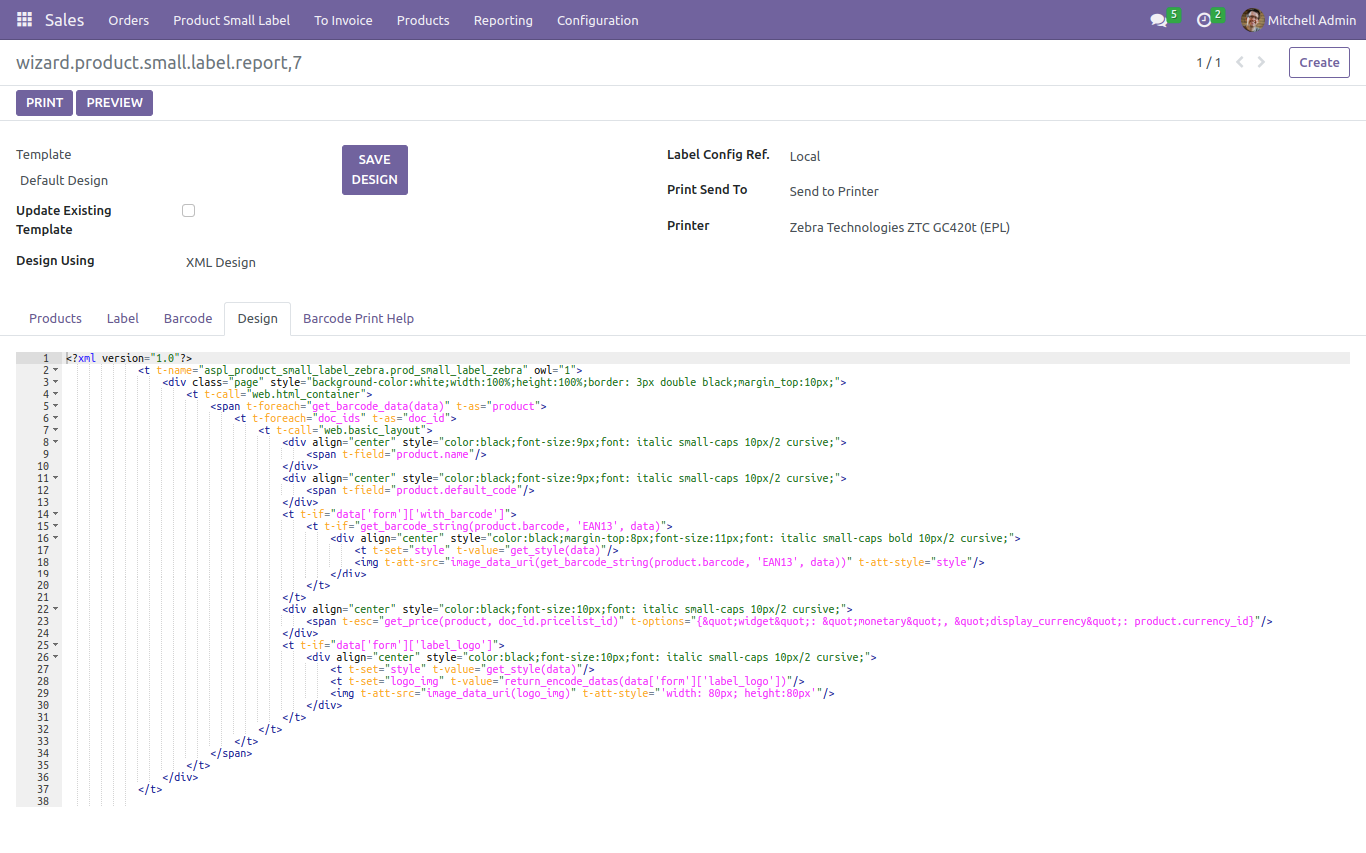 Sales Orders Product Small Label To Invoice Products Reporting Configuration 5 2 Mitchell Admin
wizard.product.small.label.report,7 1 / 1 Create
PRINT PREVIEW
Template
Default Design
SAVE
DESIGN
Update Existing
Template
Design Using XML Design
Label Config Ref. Local
Print Send To Send to Printer
Printer Zebra Technologies ZTC GC420t (EPL)
Products Label Barcode Design Barcode Print Help
1 <?xml version="1.0"?>
2 <t t-name="aspl_product_small_label_zebra.prod_small_label_zebra" owl="1">
3 <div class="page" style="background-color:white;width:100%;height:100%;border: 3px double black;margin_top:10px;">
4 <t t-call="web.html_container">
5 <span t-foreach="get_barcode_data(data)" t-as="product">
6 <t t-foreach="doc_ids" t-as="doc_id">
7 <t t-call="web.basic_layout">
8 <div align="center" style="color:black;font-size:9px;font: italic small-caps 10px/2 cursive;">
9 <span t-field="product.name"/>
10 </div>
11 <div align="center" style="color:black;font-size:9px;font: italic small-caps 10px/2 cursive;">
12 <span t-field="product.default_code"/>
13 </div>
14 <t t-if="data['form']['with_barcode']">
15 <t t-if="get_barcode_string(product.barcode, 'EAN13', data)">
16 <div align="center" style="color:black;margin-top:8px;font-size:11px;font: italic small-caps bold 10px/2 cursive;">
17 <t t-set="style" t-value="get_style(data)"/>
18 <img t-att-src="image_data_uri(get_barcode_string(product.barcode, 'EAN13', data))" t-att-style="style"/>
19 </div>
20 </t>
21 </t>
22 <div align="center" style="color:black;font-size:10px;font: italic small-caps 10px/2 cursive;">
23 <span t-esc="get_price(product, doc_id.pricelist_id)" t-options="{&quot;widget&quot;: &quot;monetary&quot;, &quot;display_currency&quot;: product.currency_id}"/>
24 </div>
25 <t t-if="data['form']['label_logo']">
26 <div align="center" style="color:black;font-size:10px;font: italic small-caps 10px/2 cursive;">
27 <t t-set="style" t-value="get_style(data)"/>
28 <t t-set="logo_img" t-value="return_encode_datas(data['form']['label_logo'])"/>
29 <img t-att-src="image_data_uri(logo_img)" t-att-style="'width: 80px; height:80px'"/>
30 </div>
31 </t>
32 </t>
33 </t>
34 </span>
35 </t>
36 </div>
37 </t>
38